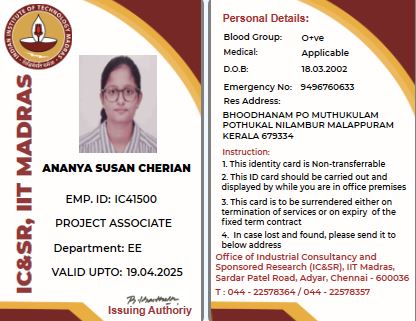 INDIAN INSTITUTE OF TECHNOLOGY MADRAS
IC&SR, IIT MADRAS
ANANYA SUSAN CHERIAN
EMP. ID: IC41500
PROJECT ASSOCIATE
Department: EE
VALID UPTO: 19.04.2025
Issuing Authoriy
Personal Details:
Blood Group: O+ve
Medical: Applicable
D.O.B: 18.03.2002
Emergency No: 9496760633
Res Address:
BHOODHANAM PO MUTHUKULAM
POTHUKAL NILAMBUR MALAPPURAM
KERALA 679334
Instruction:
1. This identity card is Non-transferrable
2. This ID card should be carried out and
displayed by while you are in office premises
3. This card is to be surrendered either on
termination of services or on expiry of the
fixed term contract
4. In case lost and found, please send it to
below address
Office of Industrial Consultancy and
Sponsored Research (IC&SR), IIT Madras,
Sardar Patel Road, Adyar, Chennai - 600036
T : 044 - 22578364 / 044 - 22578357